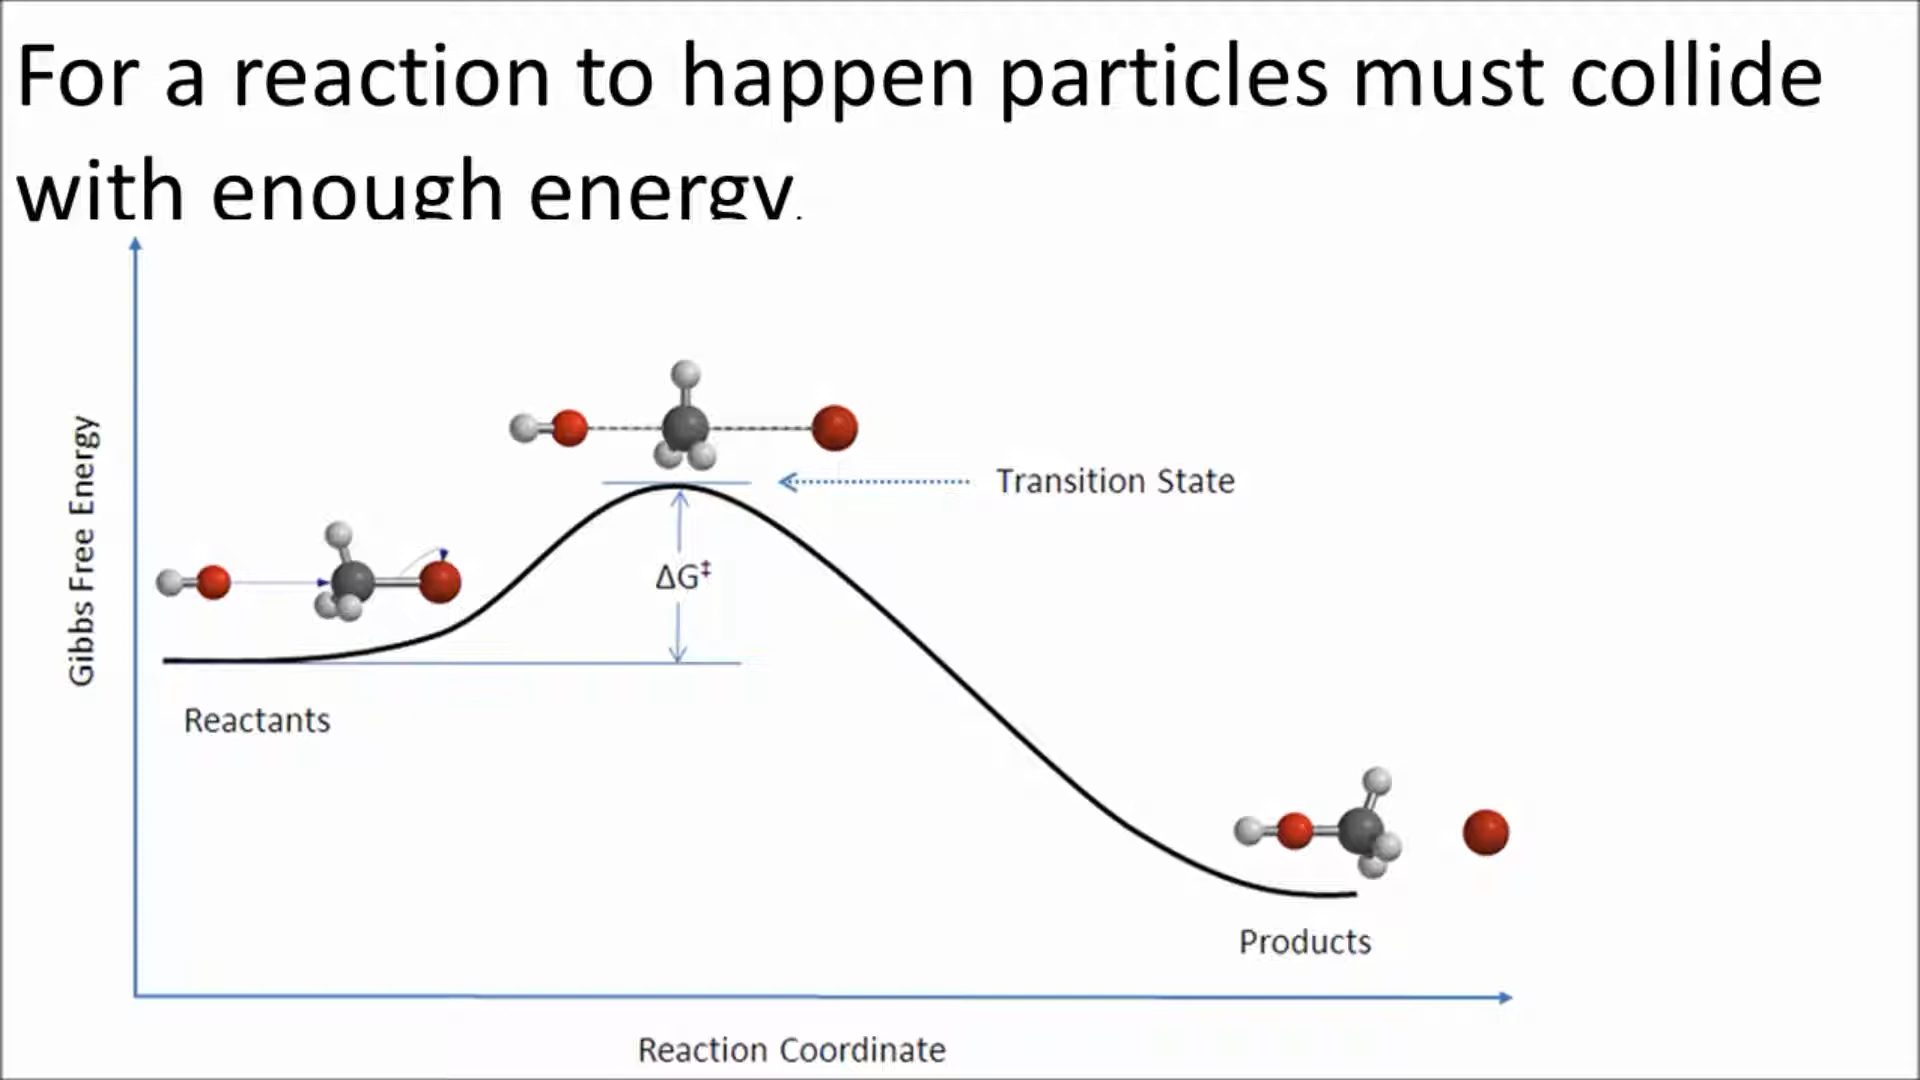 For a reaction to happen particles must collide
with enough energy.
Gibbs Free Energy
Transition State
ΔG‡
Reactants
Products
Reaction Coordinate